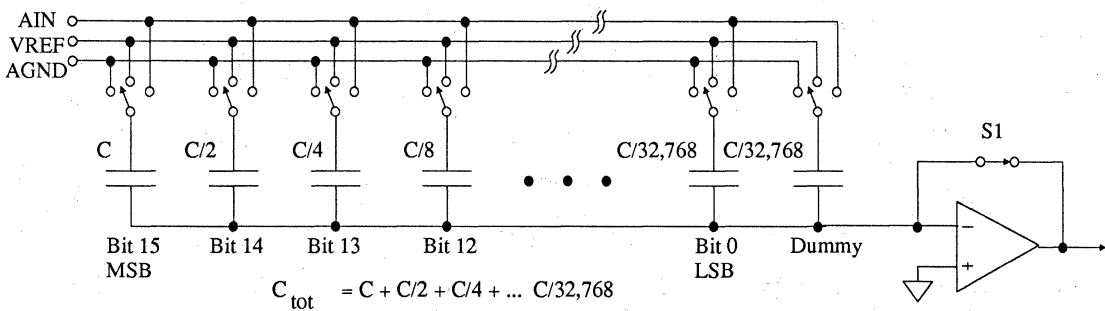 AIN
VREF
AGND
C C/2 C/4 C/8 C/32,768 C/32,768 S1
Bit 15 Bit 14 Bit 13 Bit 12 Bit 0 Dummy
MSB LSB
− +
C tot = C + C/2 + C/4 + ... C/32,768